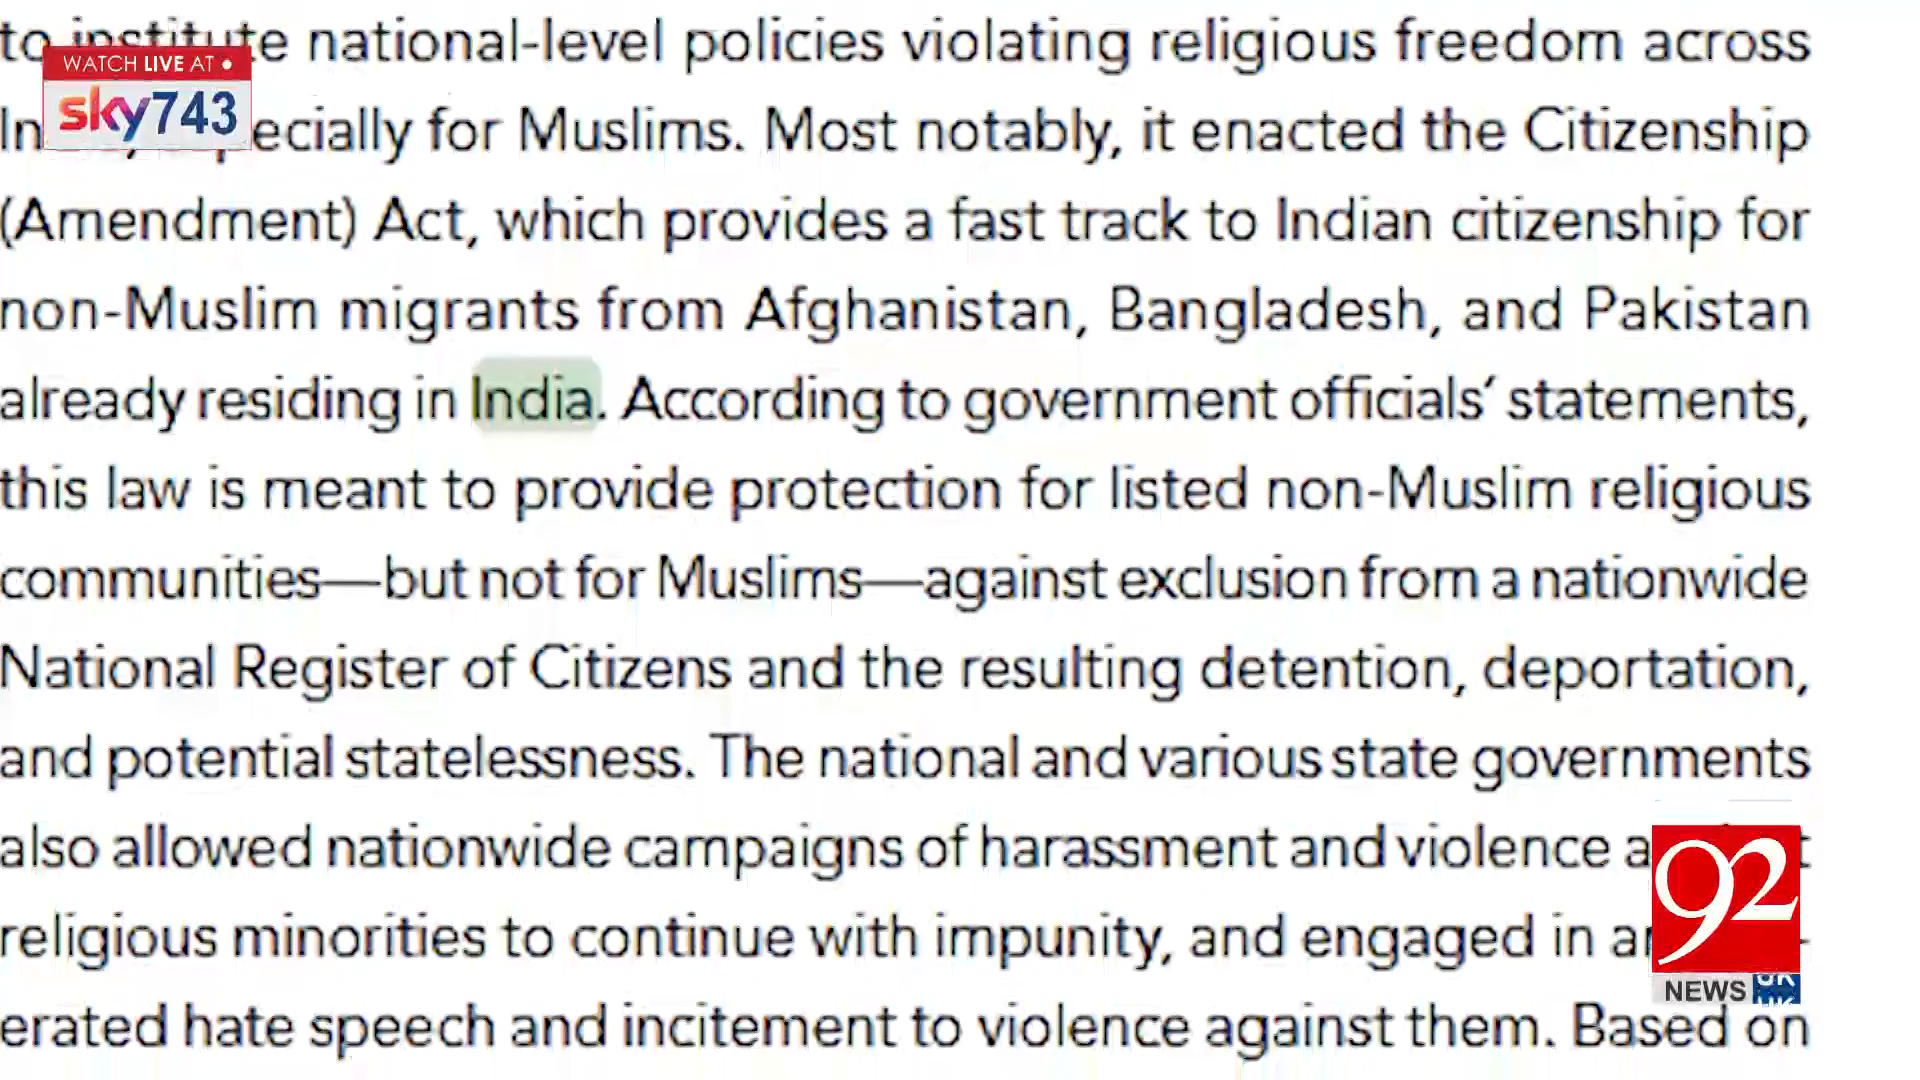 to institute national-level policies violating religious freedom across
WATCH LIVE AT
sky743
especially for Muslims. Most notably, it enacted the Citizenship
(Amendment) Act, which provides a fast track to Indian citizenship for
non-Muslim migrants from Afghanistan, Bangladesh, and Pakistan
already residing in India. According to government officials’ statements,
this law is meant to provide protection for listed non-Muslim religious
communities—but not for Muslims—against exclusion from a nationwide
National Register of Citizens and the resulting detention, deportation,
and potential statelessness. The national and various state governments
also allowed nationwide campaigns of harassment and violence
religious minorities to continue with impunity, and engaged in
erated hate speech and incitement to violence against them. Based on
92
NEWS UK